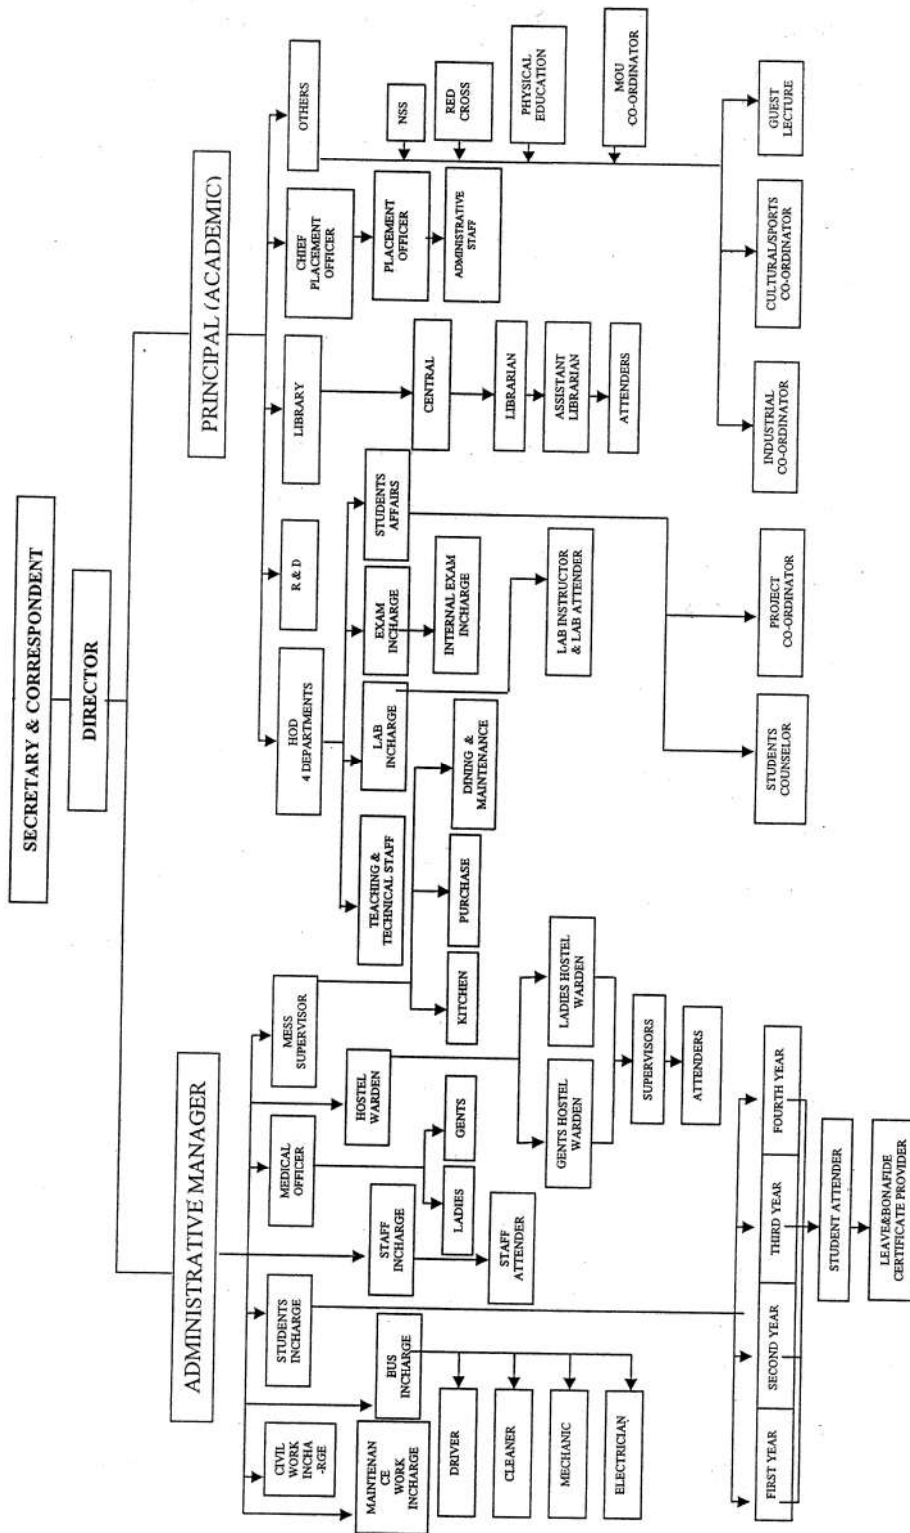 SECRETARY & CORRESPONDENT
DIRECTOR
ADMINISTRATIVE MANAGER
PRINCIPAL (ACADEMIC)
CIVIL
WORK
INCHA
-RGE
STUDENTS
INCHARGE
MEDICAL
OFFICER
MESS
SUPERVISOR
HOD
4 DEPARTMENTS
R & D
LIBRARY
CHIEF
PLACEMENT
OFFICER
OTHERS
MAINTENAN
CE
WORK
INCHARGE
BUS
INCHARGE
STAFF
INCHARGE
HOSTEL
WARDEN
TEACHING &
TECHNICAL STAFF
LAB
INCHARGE
EXAM
INCHARGE
STUDENTS
AFFAIRS
CENTRAL
PLACEMENT
OFFICER
NSS
DRIVER
LADIES
GENTS
KITCHEN
PURCHASE
DINING &
MAINTENANCE
INTERNAL EXAM
INCHARGE
ADMINISTRATIVE
STAFF
RED
CROSS
CLEANER
STAFF
ATTENDER
LIBRARIAN
PHYSICAL
EDUCATION
MECHANIC
GENTS HOSTEL
WARDEN
LADIES HOSTEL
WARDEN
LAB INSTRUCTOR
& LAB ATTENDER
ASSISTANT
LIBRARIAN
ELECTRICIAN
SUPERVISORS
ATTENDERS
MOU
CO-ORDINATOR
ATTENDERS
FIRST YEAR
SECOND YEAR
THIRD YEAR
FOURTH YEAR
STUDENTS
COUNSELOR
PROJECT
CO-ORDINATOR
INDUSTRIAL
CO-ORDINATOR
CULTURAL/SPORTS
CO-ORDINATOR
GUEST
LECTURE
STUDENT ATTENDER
LEAVE&BONAFIDE
CERTIFICATE PROVIDER